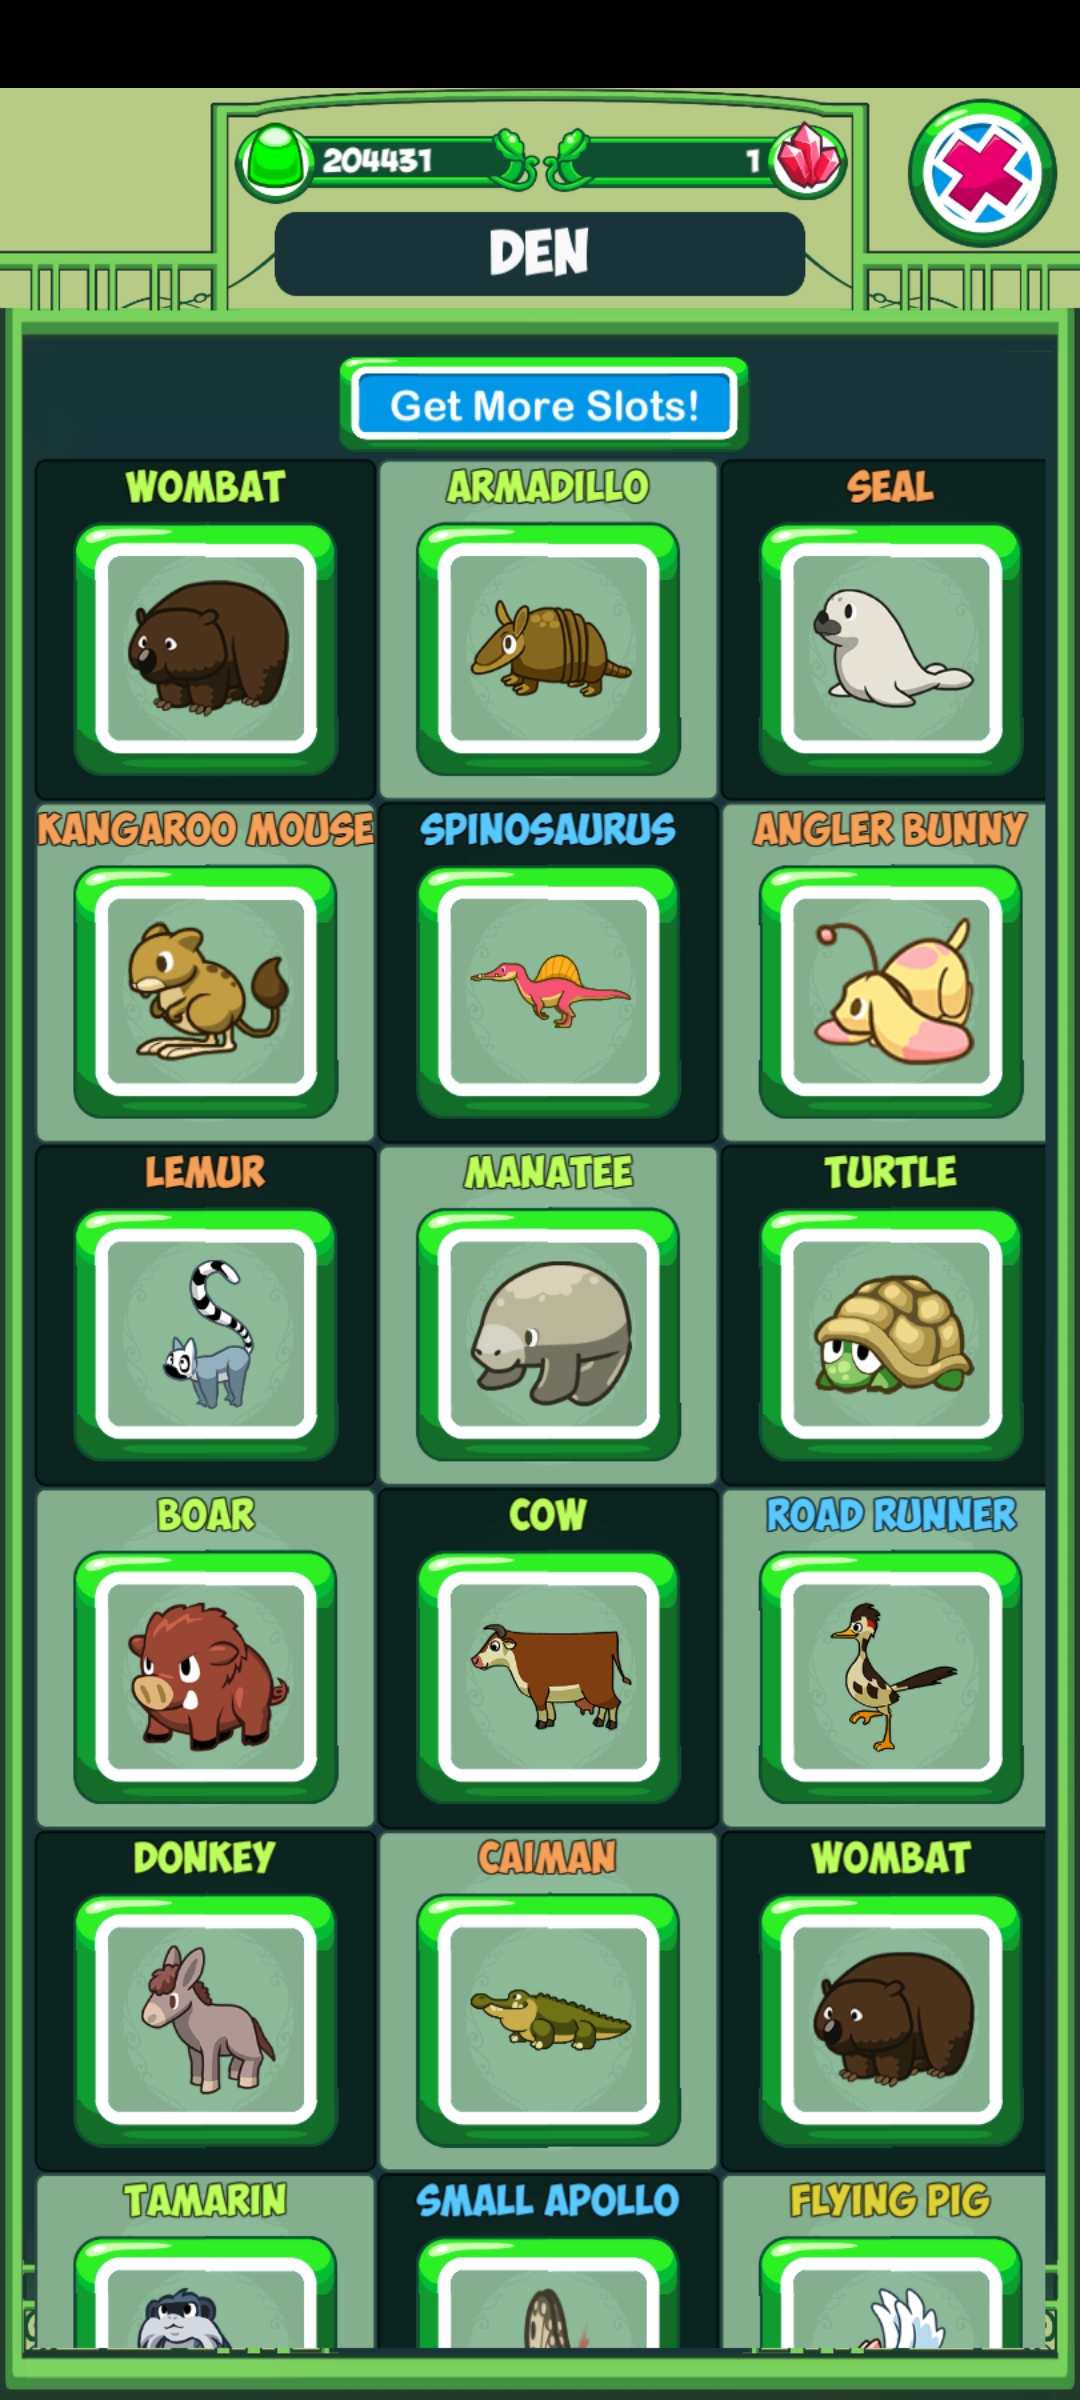 204431 1
DEN
Get More Slots!
WOMBAT ARMADILLO SEAL
KANGAROO MOUSE SPINOSAURUS ANGLER BUNNY
LEMUR MANATEE TURTLE
BOAR COW ROAD RUNNER
DONKEY CAIMAN WOMBAT
TAMARIN SMALL APOLLO FLYING PIG